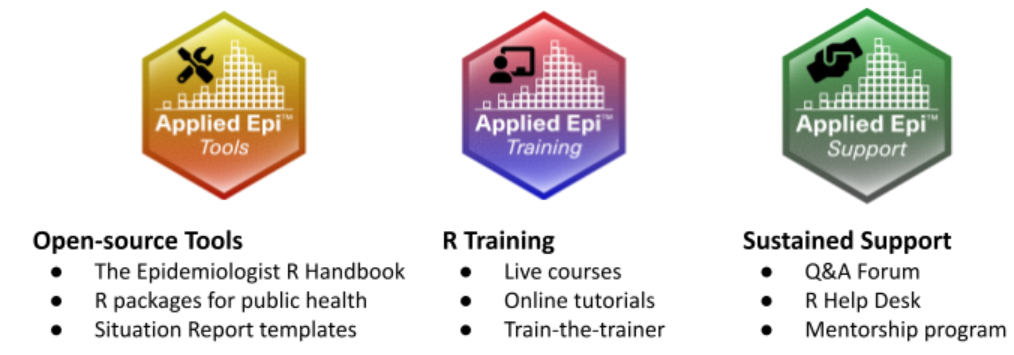 Applied Epi™
Tools
Applied Epi™
Training
Applied Epi™
Support
Open-source Tools
● The Epidemiologist R Handbook
● R packages for public health
● Situation Report templates
R Training
● Live courses
● Online tutorials
● Train-the-trainer
Sustained Support
● Q&A Forum
● R Help Desk
● Mentorship program